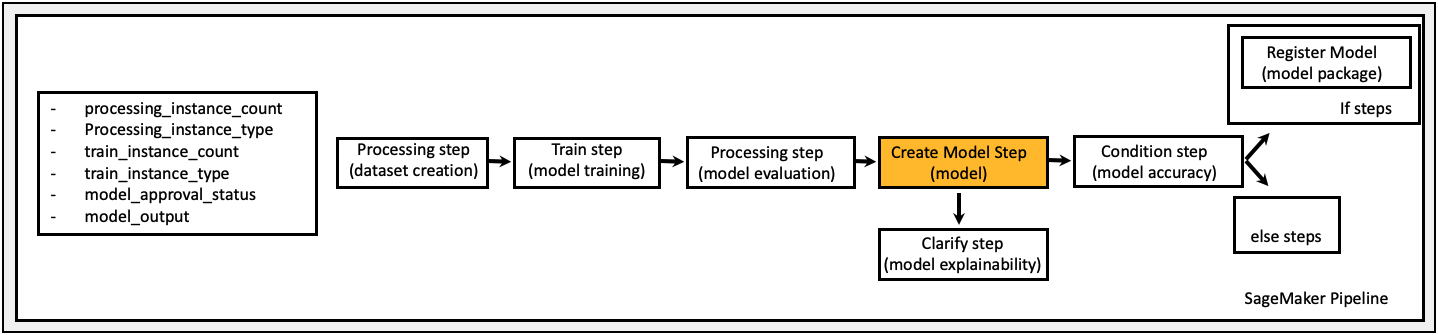 - processing_instance_count
- Processing_instance_type
- train_instance_count
- train_instance_type
- model_approval_status
- model_output
Processing step
(dataset creation)
Train step
(model training)
Processing step
(model evaluation)
Create Model Step
(model)
Clarify step
(model explainability)
Condition step
(model accuracy)
Register Model
(model package)
If steps
else steps
SageMaker Pipeline